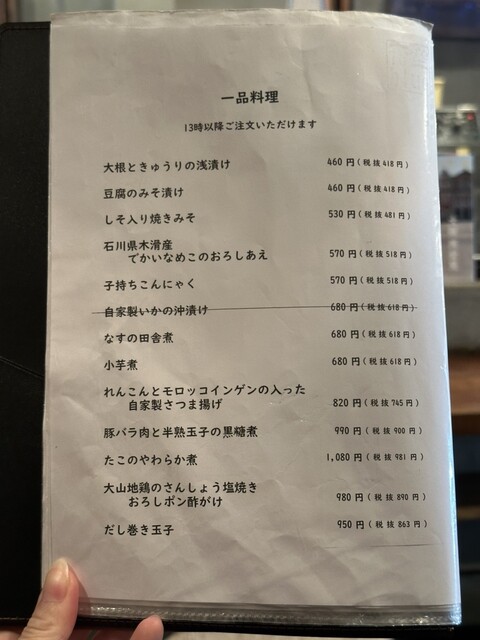 一品料理
13時以降ご注文いただけます
大根ときゅうりの浅漬け 460円(税抜418円)
豆腐のみそ漬け 460円(税抜418円)
しそ入り焼きみそ 530円(税抜481円)
石川県木滑産
でかいなめこのおろしあえ 570円(税抜518円)
子持ちこんにゃく 570円(税抜518円)
自家製いかの沖漬け 680円(税抜618円)
なすの田舎煮 680円(税抜618円)
小芋煮 680円(税抜618円)
れんこんとモロッコインゲンの入った
自家製さつま揚げ 820円(税抜745円)
豚バラ肉と半熟玉子の黒糖煮 990円(税抜900円)
たこのやわらか煮 1,080円(税抜981円)
大山地鶏のさんしょう塩焼き
おろしポン酢がけ 980円(税抜890円)
だし巻き玉子 950円(税抜863円)